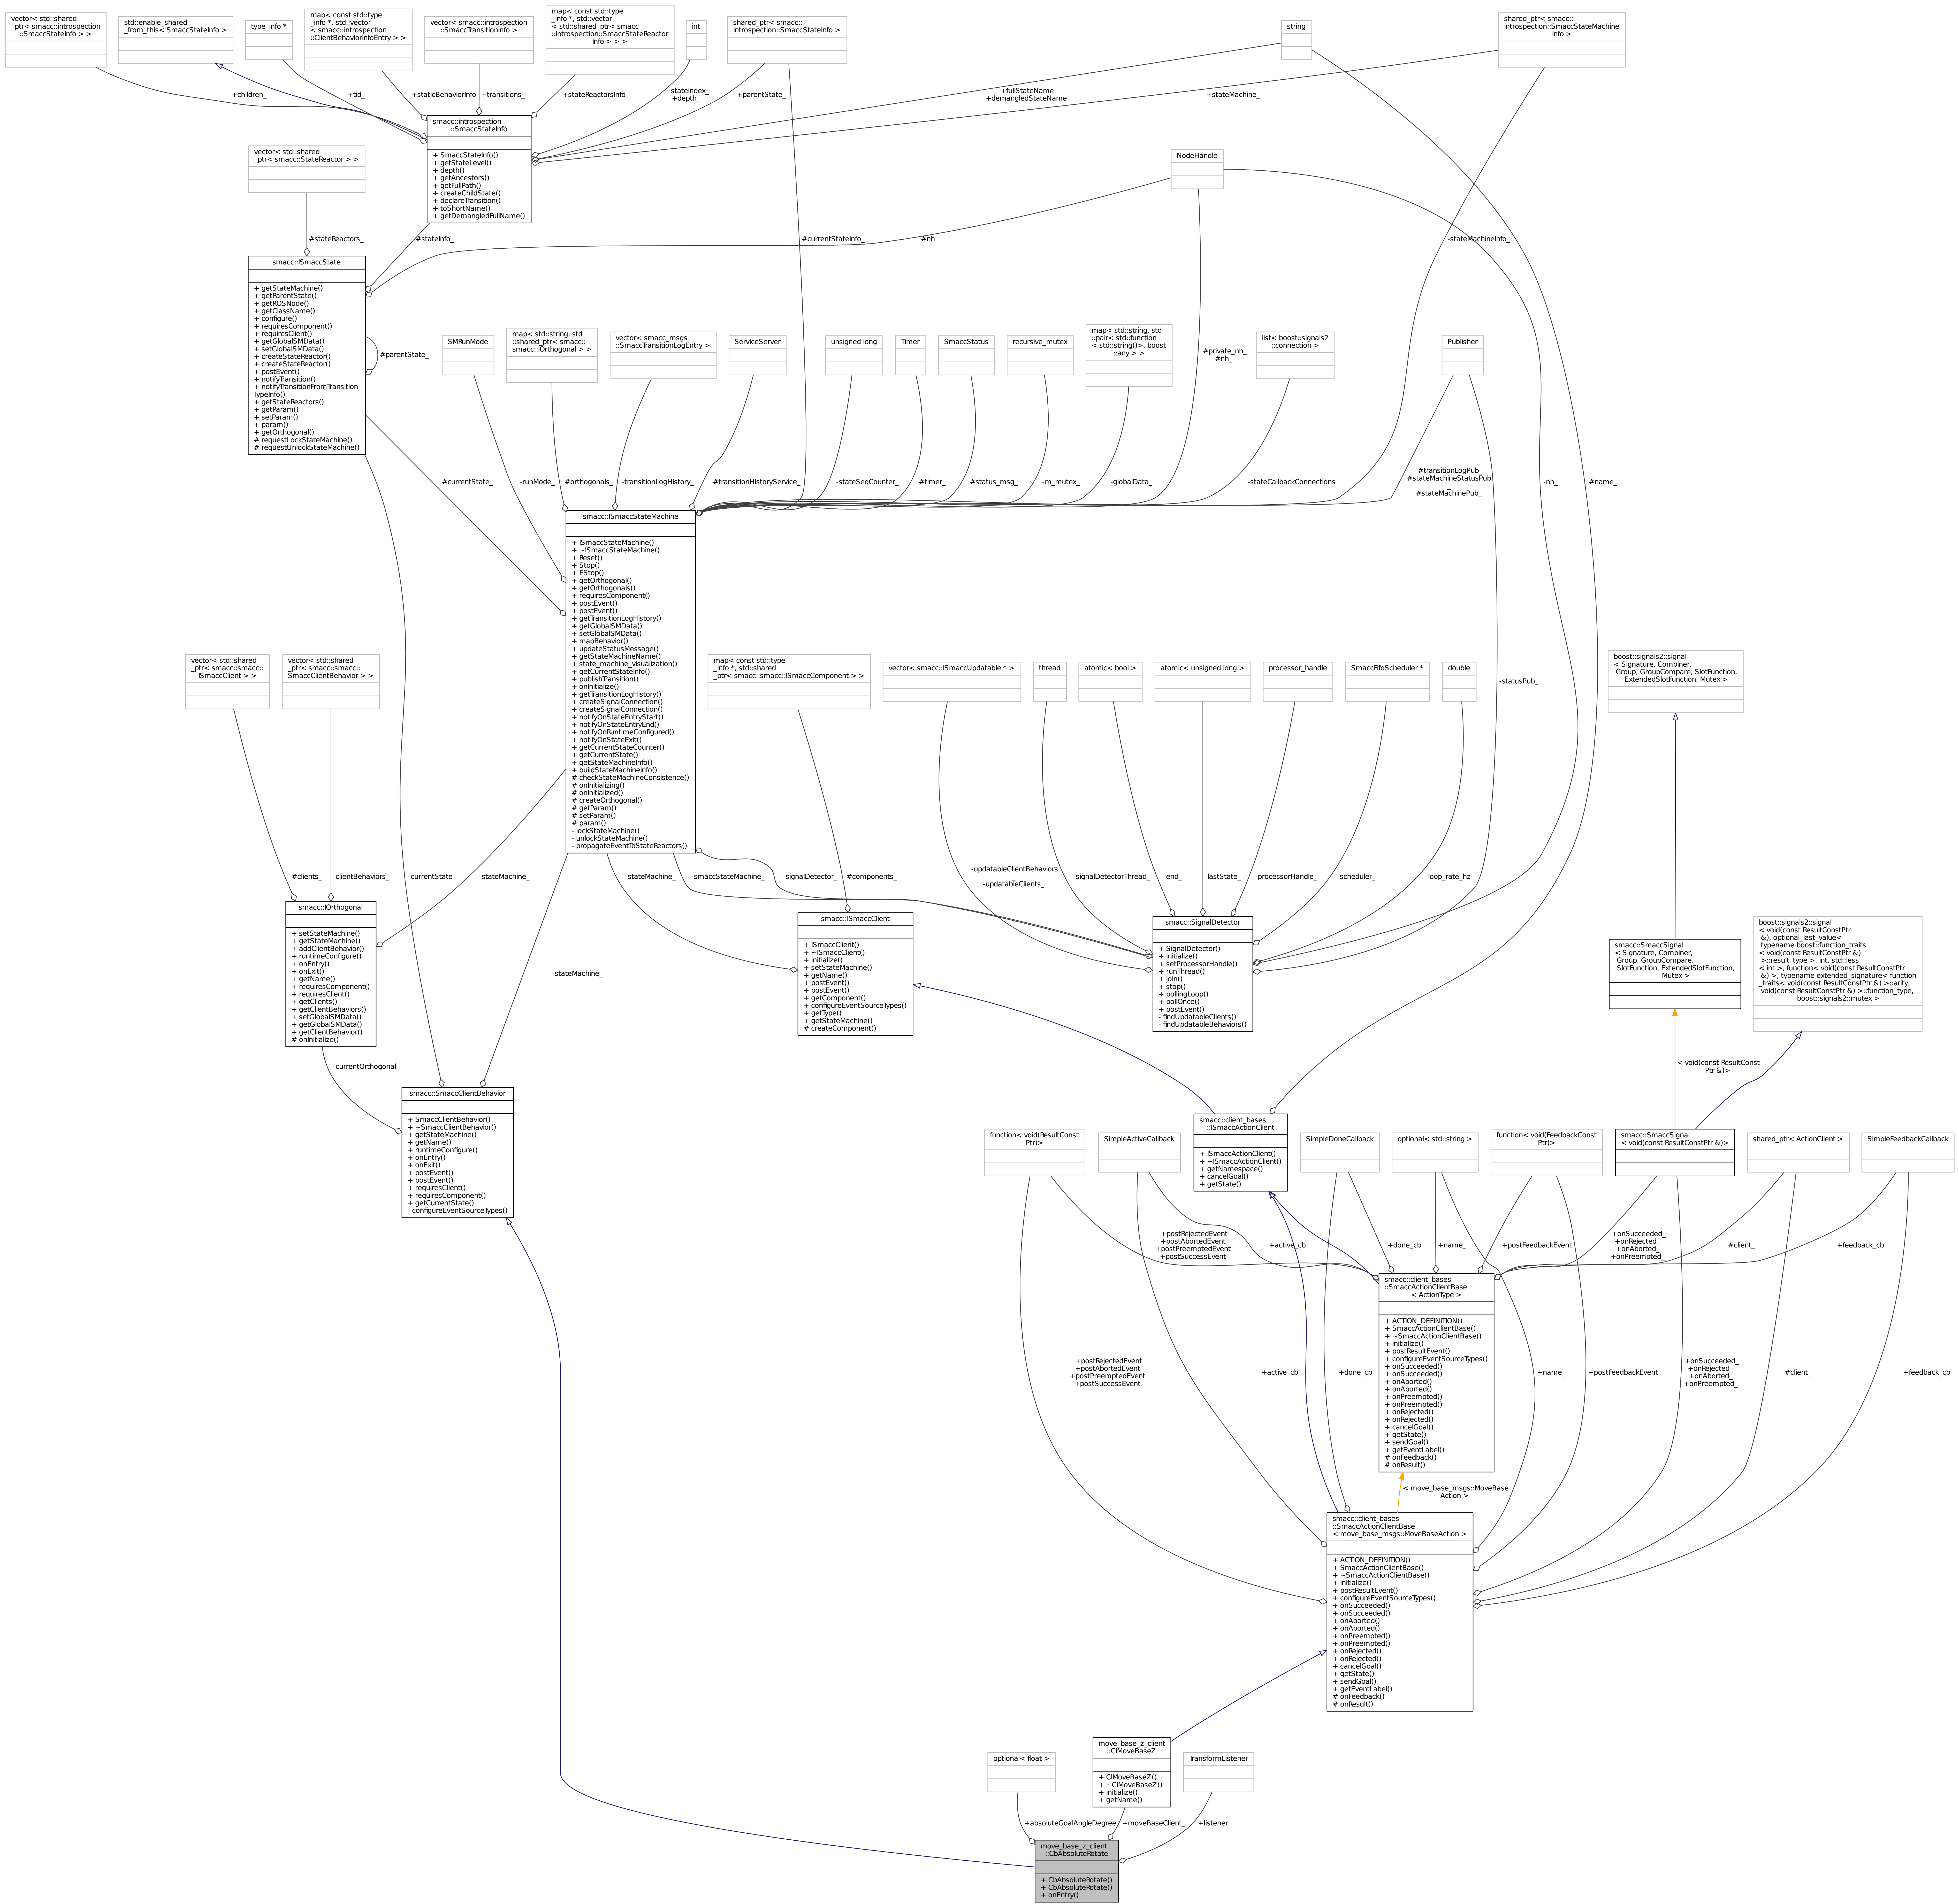 vector< std::shared
_ptr< smacc::introspection
::SmaccStateInfo > >
std::enable_shared
_from_this< SmaccStateInfo >
type_info *
map< const std::type
_info *, std::vector
< smacc::introspection
::ClientBehaviorInfoEntry > >
vector< smacc::introspection
::SmaccTransitionInfo >
map< const std::type
_info *, std::vector
< std::shared_ptr< smacc
::introspection::SmaccStateReactor
Info > > >
int
shared_ptr< smacc::
introspection::SmaccStateInfo >
string
shared_ptr< smacc::
introspection::SmaccStateMachine
Info >
+children_
+tid_
+staticBehaviorInfo
+transitions_
+stateReactorsInfo
+stateIndex_
+depth_
+parentState_
+fullStateName
+demangledStateName
+stateMachine_
smacc::introspection
::SmaccStateInfo
+ SmaccStateInfo()
+ getStateLevel()
+ depth()
+ getAncestors()
+ getFullPath()
+ createChildState()
+ declareTransition()
+ toShortName()
+ getDemangledFullName()
vector< std::shared
_ptr< smacc::StateReactor > >
NodeHandle
#stateReactors_
#stateInfo_
#currentStateInfo_
#nh
-stateMachineInfo_
smacc::ISmaccState
+ getStateMachine()
+ getParentState()
+ getROSNode()
+ getClassName()
+ configure()
+ requiresComponent()
+ requiresClient()
+ getGlobalSMData()
+ setGlobalSMData()
+ createStateReactor()
+ createStateReactor()
+ postEvent()
+ notifyTransition()
+ notifyTransitionFromTransition
TypeInfo()
+ getStateReactors()
+ getParam()
+ setParam()
+ param()
+ getOrthogonal()
# requestLockStateMachine()
# requestUnlockStateMachine()
#parentState_
SMRunMode
map< std::string, std
::shared_ptr< smacc::
smacc::IOrthogonal > >
vector< smacc_msgs
::SmaccTransitionLogEntry >
ServiceServer
unsigned long
Timer
SmaccStatus
recursive_mutex
map< std::string, std
::pair< std::function
< std::string()>, boost
::any > >
#private_nh_
#nh_
list< boost::signals2
::connection >
Publisher
#currentState_
-runMode_
#orthogonals_
-transitionLogHistory_
#transitionHistoryService_
-stateSeqCounter_
#timer_
#status_msg_
-m_mutex_
-globalData_
-stateCallbackConnections
#transitionLogPub_
#stateMachineStatusPub
_
#stateMachinePub_
-nh_
#name_
smacc::ISmaccStateMachine
+ ISmaccStateMachine()
+ ~ISmaccStateMachine()
+ Reset()
+ Stop()
+ EStop()
+ getOrthogonal()
+ getOrthogonals()
+ requiresComponent()
+ postEvent()
+ postEvent()
+ getTransitionLogHistory()
+ getGlobalSMData()
+ setGlobalSMData()
+ mapBehavior()
+ updateStatusMessage()
+ getStateMachineName()
+ state_machine_visualization()
+ getCurrentStateInfo()
+ publishTransition()
+ onInitialize()
+ getTransitionLogHistory()
+ createSignalConnection()
+ createSignalConnection()
+ notifyOnStateEntryStart()
+ notifyOnStateEntryEnd()
+ notifyOnRuntimeConfigured()
+ notifyOnStateExit()
+ getCurrentStateCounter()
+ getCurrentState()
+ getStateMachineInfo()
+ buildStateMachineInfo()
# checkStateMachineConsistence()
# onInitializing()
# onInitialized()
# createOrthogonal()
# getParam()
# setParam()
# param()
- lockStateMachine()
- unlockStateMachine()
- propagateEventToStateReactors()
vector< std::shared
_ptr< smacc::smacc::
ISmaccClient > >
vector< std::shared
_ptr< smacc::smacc::
SmaccClientBehavior > >
map< const std::type
_info *, std::shared
_ptr< smacc::smacc::ISmaccComponent > >
vector< smacc::ISmaccUpdatable * >
thread
atomic< bool >
atomic< unsigned long >
processor_handle
SmaccFifoScheduler *
double
-statusPub_
boost::signals2::signal
< Signature, Combiner,
Group, GroupCompare, SlotFunction,
ExtendedSlotFunction, Mutex >
#clients_
-clientBehaviors_
-currentState
-stateMachine_
-stateMachine_
-smaccStateMachine_
-signalDetector_
#components_
-updatableClientBehaviors
_
-updatableClients_
-signalDetectorThread_
-end_
-lastState_
-processorHandle_
-scheduler_
-loop_rate_hz
smacc::IOrthogonal
+ setStateMachine()
+ getStateMachine()
+ addClientBehavior()
+ runtimeConfigure()
+ onEntry()
+ onExit()
+ getName()
+ requiresComponent()
+ requiresClient()
+ getClients()
+ getClientBehaviors()
+ setGlobalSMData()
+ getGlobalSMData()
+ getClientBehavior()
# onInitialize()
-stateMachine_
smacc::ISmaccClient
+ ISmaccClient()
+ ~ISmaccClient()
+ initialize()
+ setStateMachine()
+ getName()
+ postEvent()
+ postEvent()
+ getComponent()
+ configureEventSourceTypes()
+ getType()
+ getStateMachine()
# createComponent()
smacc::SignalDetector
+ SignalDetector()
+ initialize()
+ setProcessorHandle()
+ runThread()
+ join()
+ stop()
+ pollingLoop()
+ pollOnce()
+ postEvent()
- findUpdatableClients()
- findUpdatableBehaviors()
smacc::SmaccSignal
< Signature, Combiner,
Group, GroupCompare,
SlotFunction, ExtendedSlotFunction,
Mutex >
boost::signals2::signal
< void(const ResultConstPtr
&), optional_last_value<
typename boost::function_traits
< void(const ResultConstPtr &)
>::result_type >, int, std::less
< int >, function< void(const ResultConstPtr
&) >, typename extended_signature< function
_traits< void(const ResultConstPtr &) >::arity,
void(const ResultConstPtr &) >::function_type,
boost::signals2::mutex >
-currentOrthogonal
< void(const ResultConst
Ptr &)>
smacc::SmaccClientBehavior
+ SmaccClientBehavior()
+ ~SmaccClientBehavior()
+ getStateMachine()
+ getName()
+ runtimeConfigure()
+ onEntry()
+ onExit()
+ postEvent()
+ postEvent()
+ requiresClient()
+ requiresComponent()
+ getCurrentState()
- configureEventSourceTypes()
function< void(ResultConst
Ptr)>
SimpleActiveCallback
smacc::client_bases
::ISmaccActionClient
+ ISmaccActionClient()
+ ~ISmaccActionClient()
+ getNamespace()
+ cancelGoal()
+ getState()
SimpleDoneCallback
optional< std::string >
function< void(FeedbackConst
Ptr)>
smacc::SmaccSignal
< void(const ResultConstPtr &)>
shared_ptr< ActionClient >
SimpleFeedbackCallback
+postRejectedEvent
+postAbortedEvent
+postPreemptedEvent
+postSuccessEvent
+active_cb
+done_cb
+name_
+postFeedbackEvent
+onSucceeded_
+onRejected_
+onAborted_
+onPreempted_
#client_
+feedback_cb
smacc::client_bases
::SmaccActionClientBase
< ActionType >
+ ACTION_DEFINITION()
+ SmaccActionClientBase()
+ ~SmaccActionClientBase()
+ initialize()
+ postResultEvent()
+ configureEventSourceTypes()
+ onSucceeded()
+ onSucceeded()
+ onAborted()
+ onAborted()
+ onPreempted()
+ onPreempted()
+ onRejected()
+ onRejected()
+ cancelGoal()
+ getState()
+ sendGoal()
+ getEventLabel()
# onFeedback()
# onResult()
+postRejectedEvent
+postAbortedEvent
+postPreemptedEvent
+postSuccessEvent
+active_cb
+done_cb
+name_
+postFeedbackEvent
+onSucceeded_
+onRejected_
+onAborted_
+onPreempted_
#client_
+feedback_cb
< move_base_msgs::MoveBase
Action >
smacc::client_bases
::SmaccActionClientBase
< move_base_msgs::MoveBaseAction >
+ ACTION_DEFINITION()
+ SmaccActionClientBase()
+ ~SmaccActionClientBase()
+ initialize()
+ postResultEvent()
+ configureEventSourceTypes()
+ onSucceeded()
+ onSucceeded()
+ onAborted()
+ onAborted()
+ onPreempted()
+ onPreempted()
+ onRejected()
+ onRejected()
+ cancelGoal()
+ getState()
+ sendGoal()
+ getEventLabel()
# onFeedback()
# onResult()
optional< float >
move_base_z_client
::ClMoveBaseZ
+ ClMoveBaseZ()
+ ~ClMoveBaseZ()
+ initialize()
+ getName()
TransformListener
+absoluteGoalAngleDegree
+moveBaseClient_
+listener
move_base_z_client
::CbAbsoluteRotate
+ CbAbsoluteRotate()
+ CbAbsoluteRotate()
+ onEntry()